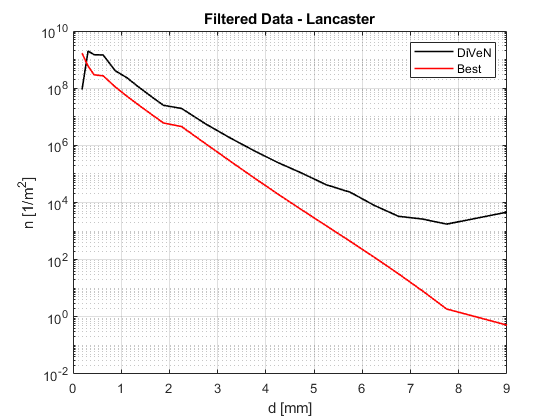 Filtered Data - Lancaster
DiVeN
Best
10^10
10^8
10^6
10^4
10^2
10^0
10^-2
n [1/m^2]
0 1 2 3 4 5 6 7 8 9
d [mm]